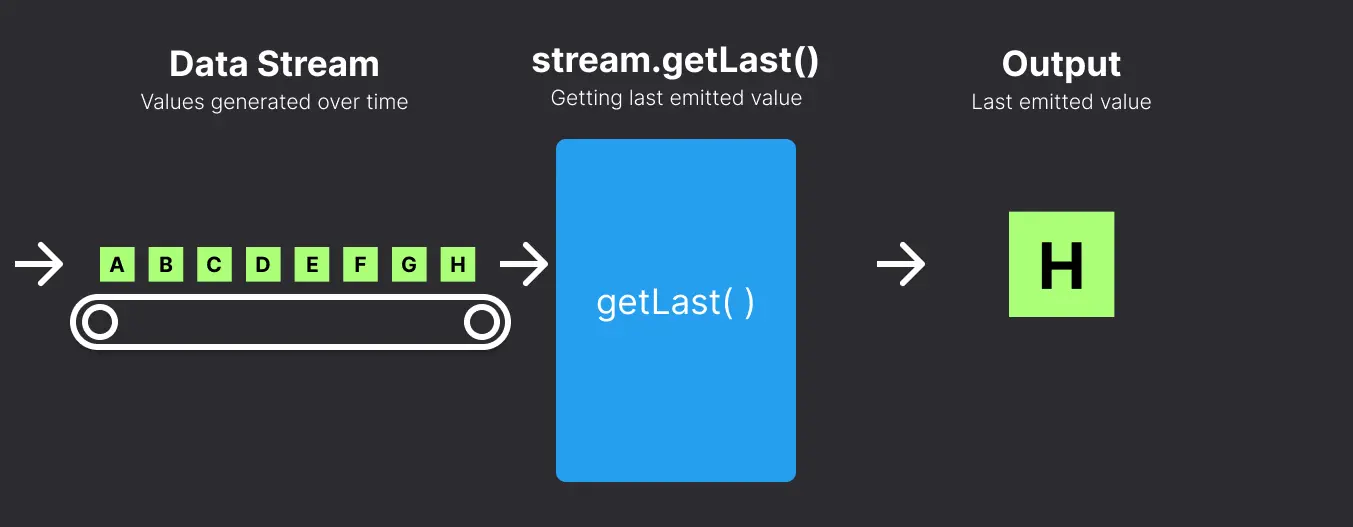 Data Stream
Values generated over time
stream.getLast()
Getting last emitted value
Output
Last emitted value
A B C D E F G H
getLast( )
H